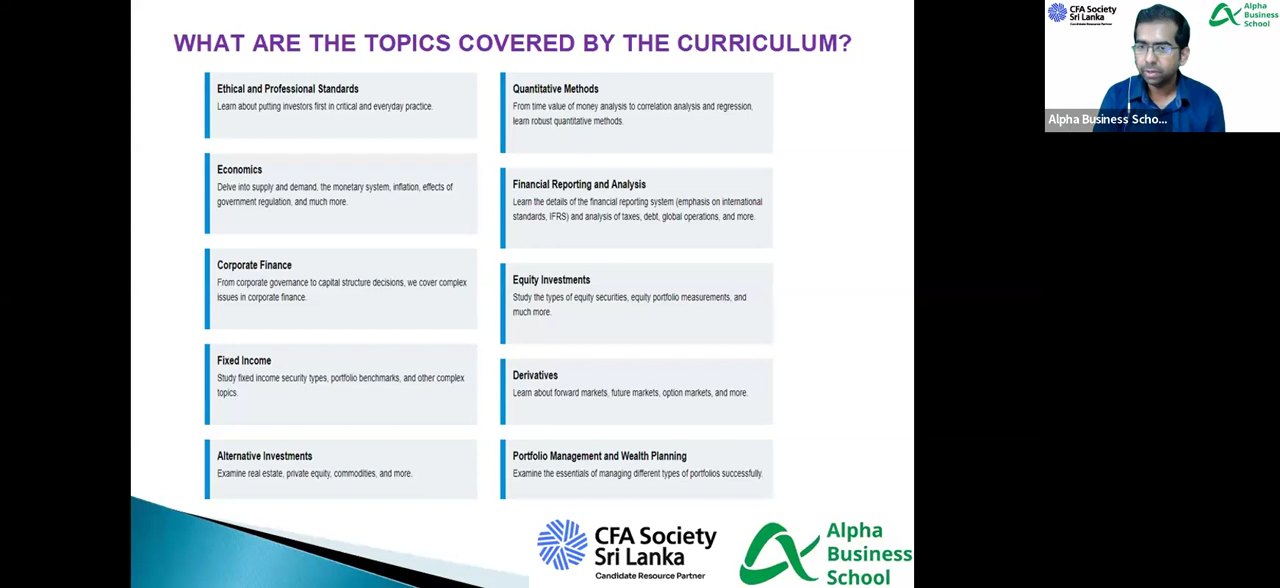 WHAT ARE THE TOPICS COVERED BY THE CURRICULUM?
Ethical and Professional Standards
Learn about putting investors first in critical and everyday practice.
Economics
Delve into supply and demand, the monetary system, inflation, effects of
government regulation, and much more.
Corporate Finance
From corporate governance to capital structure decisions, we cover complex
issues in corporate finance.
Fixed Income
Study fixed income security types, portfolio benchmarks, and other complex
topics.
Alternative Investments
Examine real estate, private equity, commodities, and more.
Quantitative Methods
From time value of money analysis to correlation analysis and regression,
learn robust quantitative methods.
Financial Reporting and Analysis
Learn the details of the financial reporting system (emphasis on international
standards, IFRS) and analysis of taxes, debt, global operations, and more.
Equity Investments
Study the types of equity securities, equity portfolio measurements, and
much more.
Derivatives
Learn about forward markets, future markets, option markets, and more.
Portfolio Management and Wealth Planning
Examine the essentials of managing different types of portfolios successfully.
CFA Society
Sri Lanka
Candidate Resource Partner
Alpha
Business
School
CFA Society
Sri Lanka
Candidate Resource Partner
Alpha
Business
School
Alpha Business Scho...